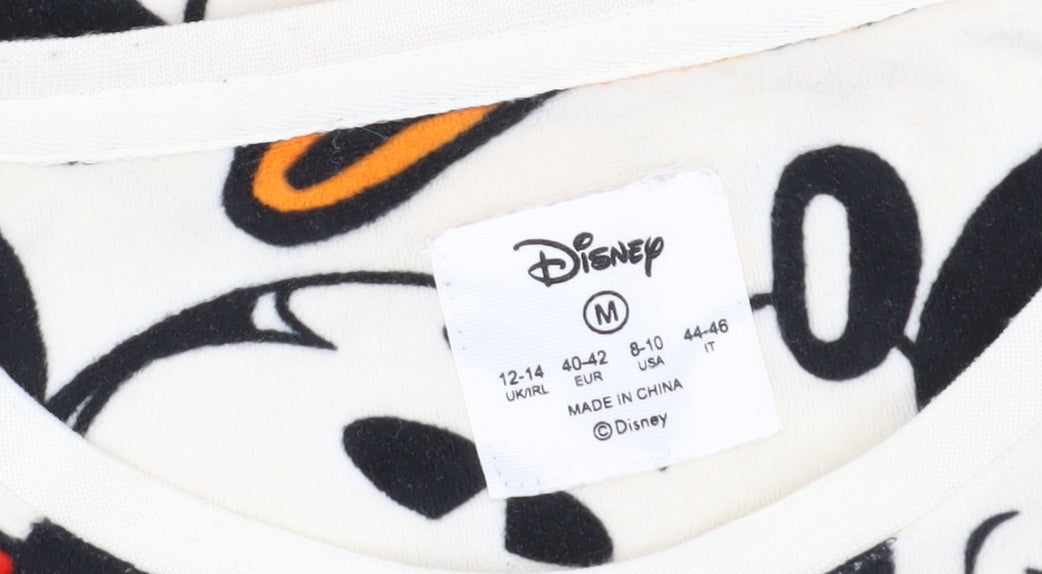 Disney
M
12-14 40-42 8-10 44-46
UK/IRL EUR USA IT
MADE IN CHINA
©Disney